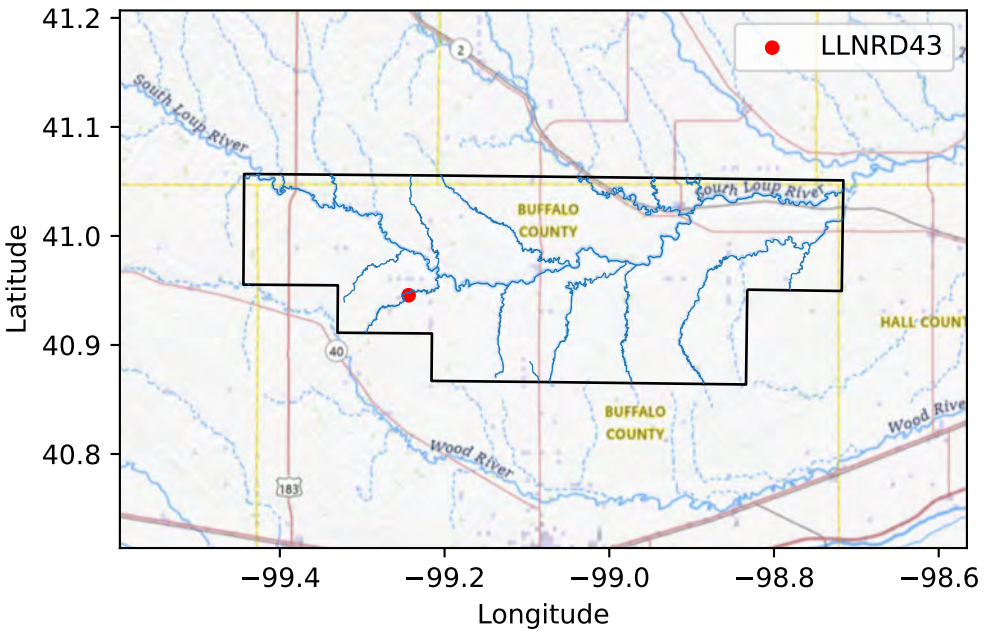 41.2
41.1
41.0
40.9
40.8
Latitude
LLNRD43
2
South Loup River
South Loup River
BUFFALO
COUNTY
HALL COUNT
40
BUFFALO
COUNTY
Wood River
Wood Rive
183
−99.4
−99.2
−99.0
−98.8
−98.6
Longitude